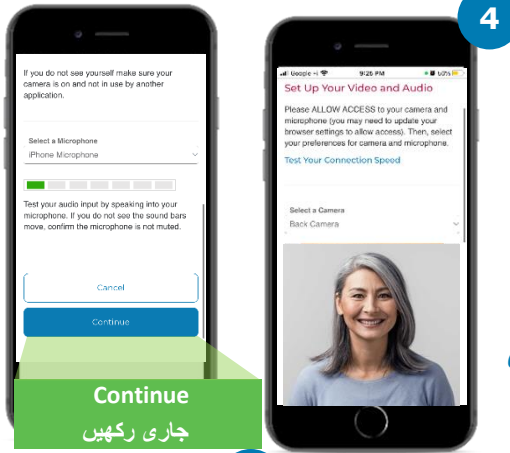 4
If you do not see yourself make sure your
camera is on and not in use by another
application.
Select a Microphone
iPhone Microphone
Test your audio input by speaking into your
microphone. If you do not see the sound bars
move, confirm the microphone is not muted.
Cancel
Continue
Continue
جاری رکھیں
9:26 PM
Set Up Your Video and Audio
Please ALLOW ACCESS to your camera and
microphone (you may need to update your
browser settings to allow access). Then, select
your preferences for camera and microphone.
Test Your Connection Speed
Select a Camera
Back Camera